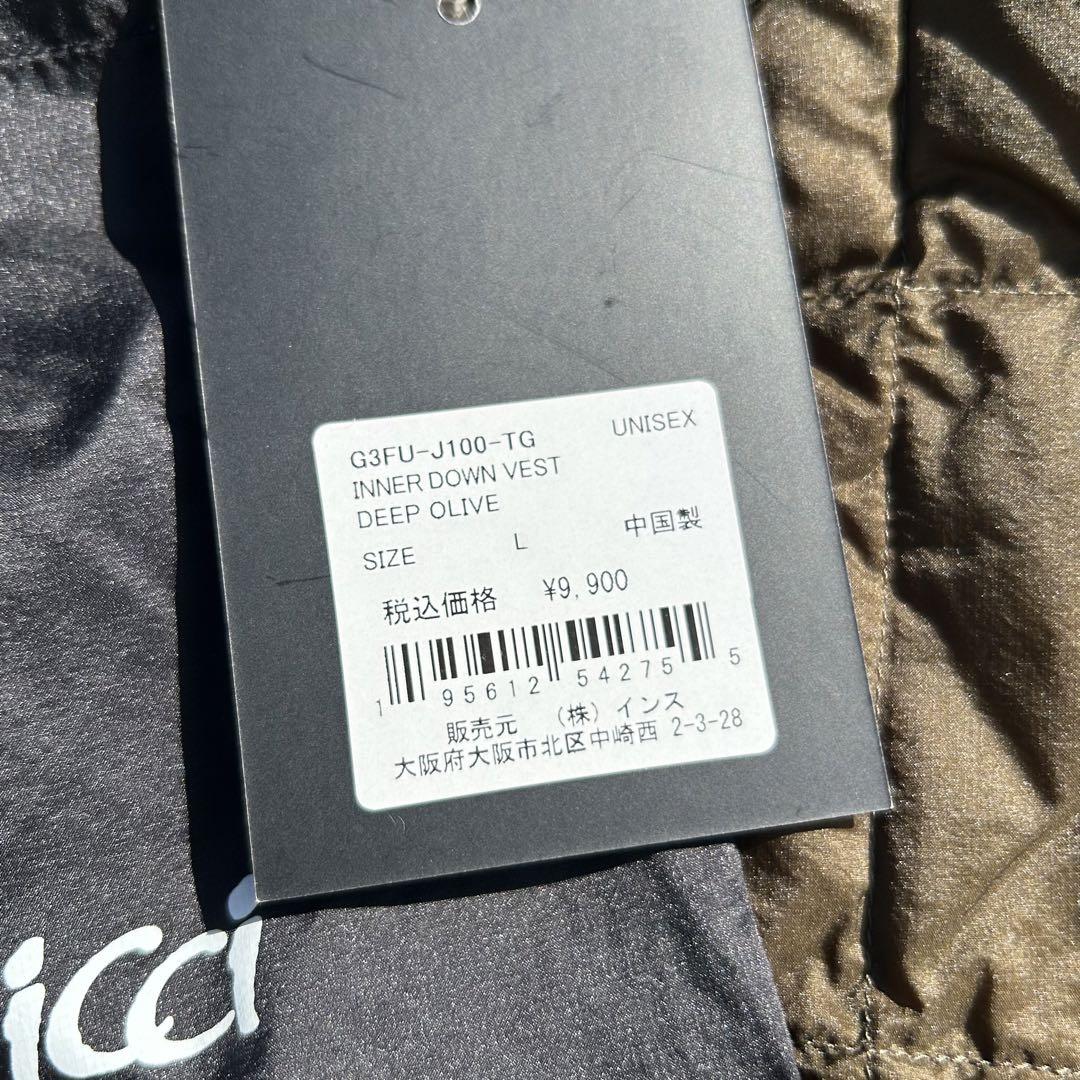 G3FU-J100-TG UNISEX
INNER DOWN VEST
DEEP OLIVE
SIZE L 中国製
税込価格 ¥9,900
1 95612 54275 5
販売元 (株)インス
大阪府大阪市北区中崎西 2-3-28
icci